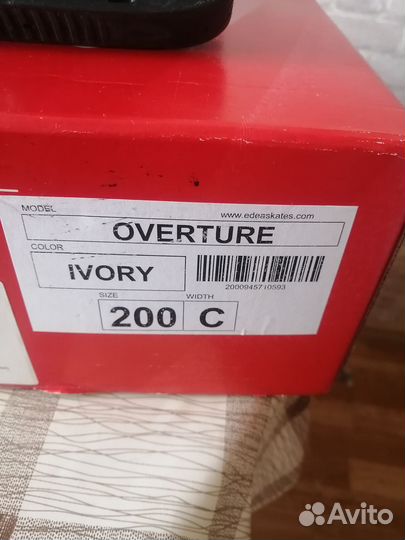 MODEL
www.edeaskates.com
OVERTURE
COLOR
IVORY
2000945710593
SIZE WIDTH
200 C
Avito